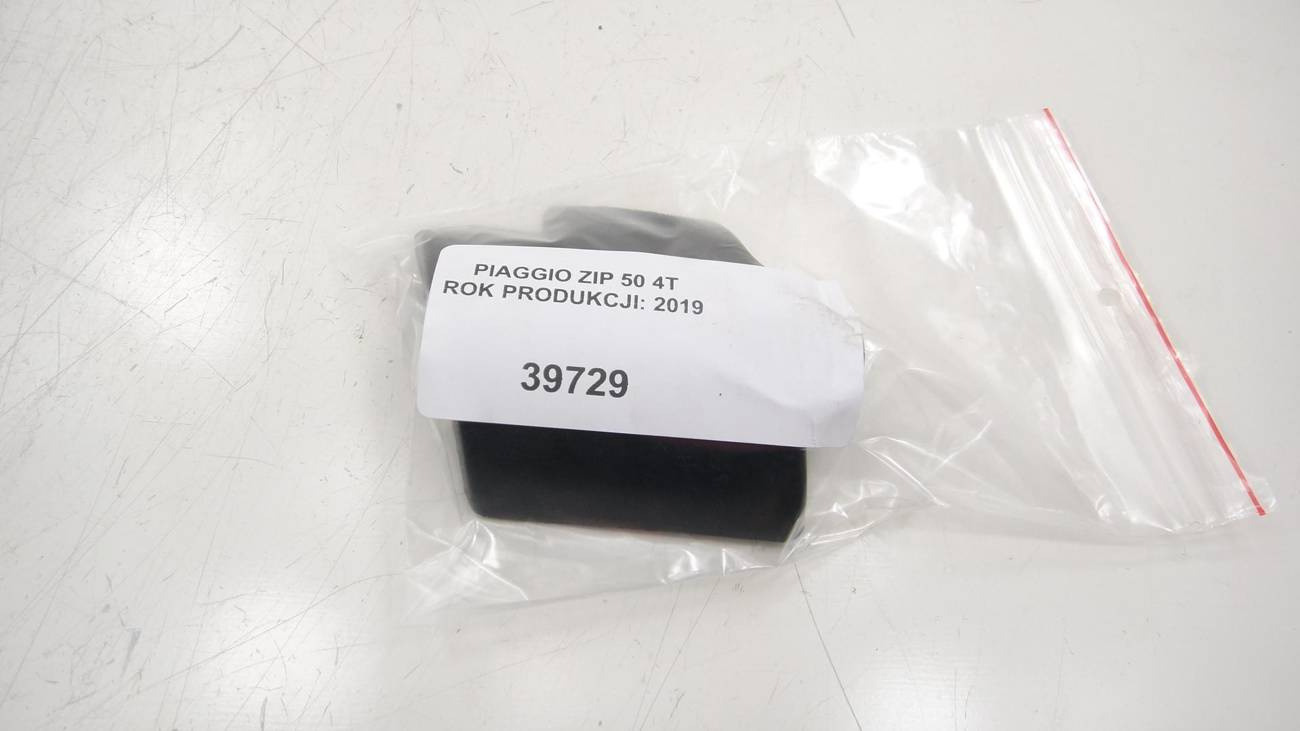 PIAGGIO ZIP 50 4T
ROK PRODUKCJI: 2019
39729